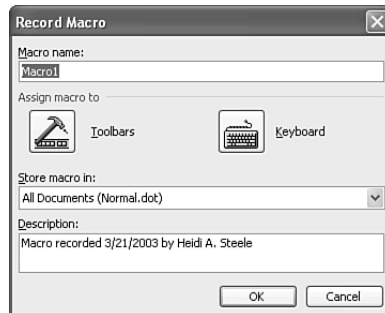 Record Macro
Macro name:
Macro1
Assign macro to
Toolbars
Keyboard
Store macro in:
All Documents (Normal.dot)
Description:
Macro recorded 3/21/2003 by Heidi A. Steele
OK
Cancel